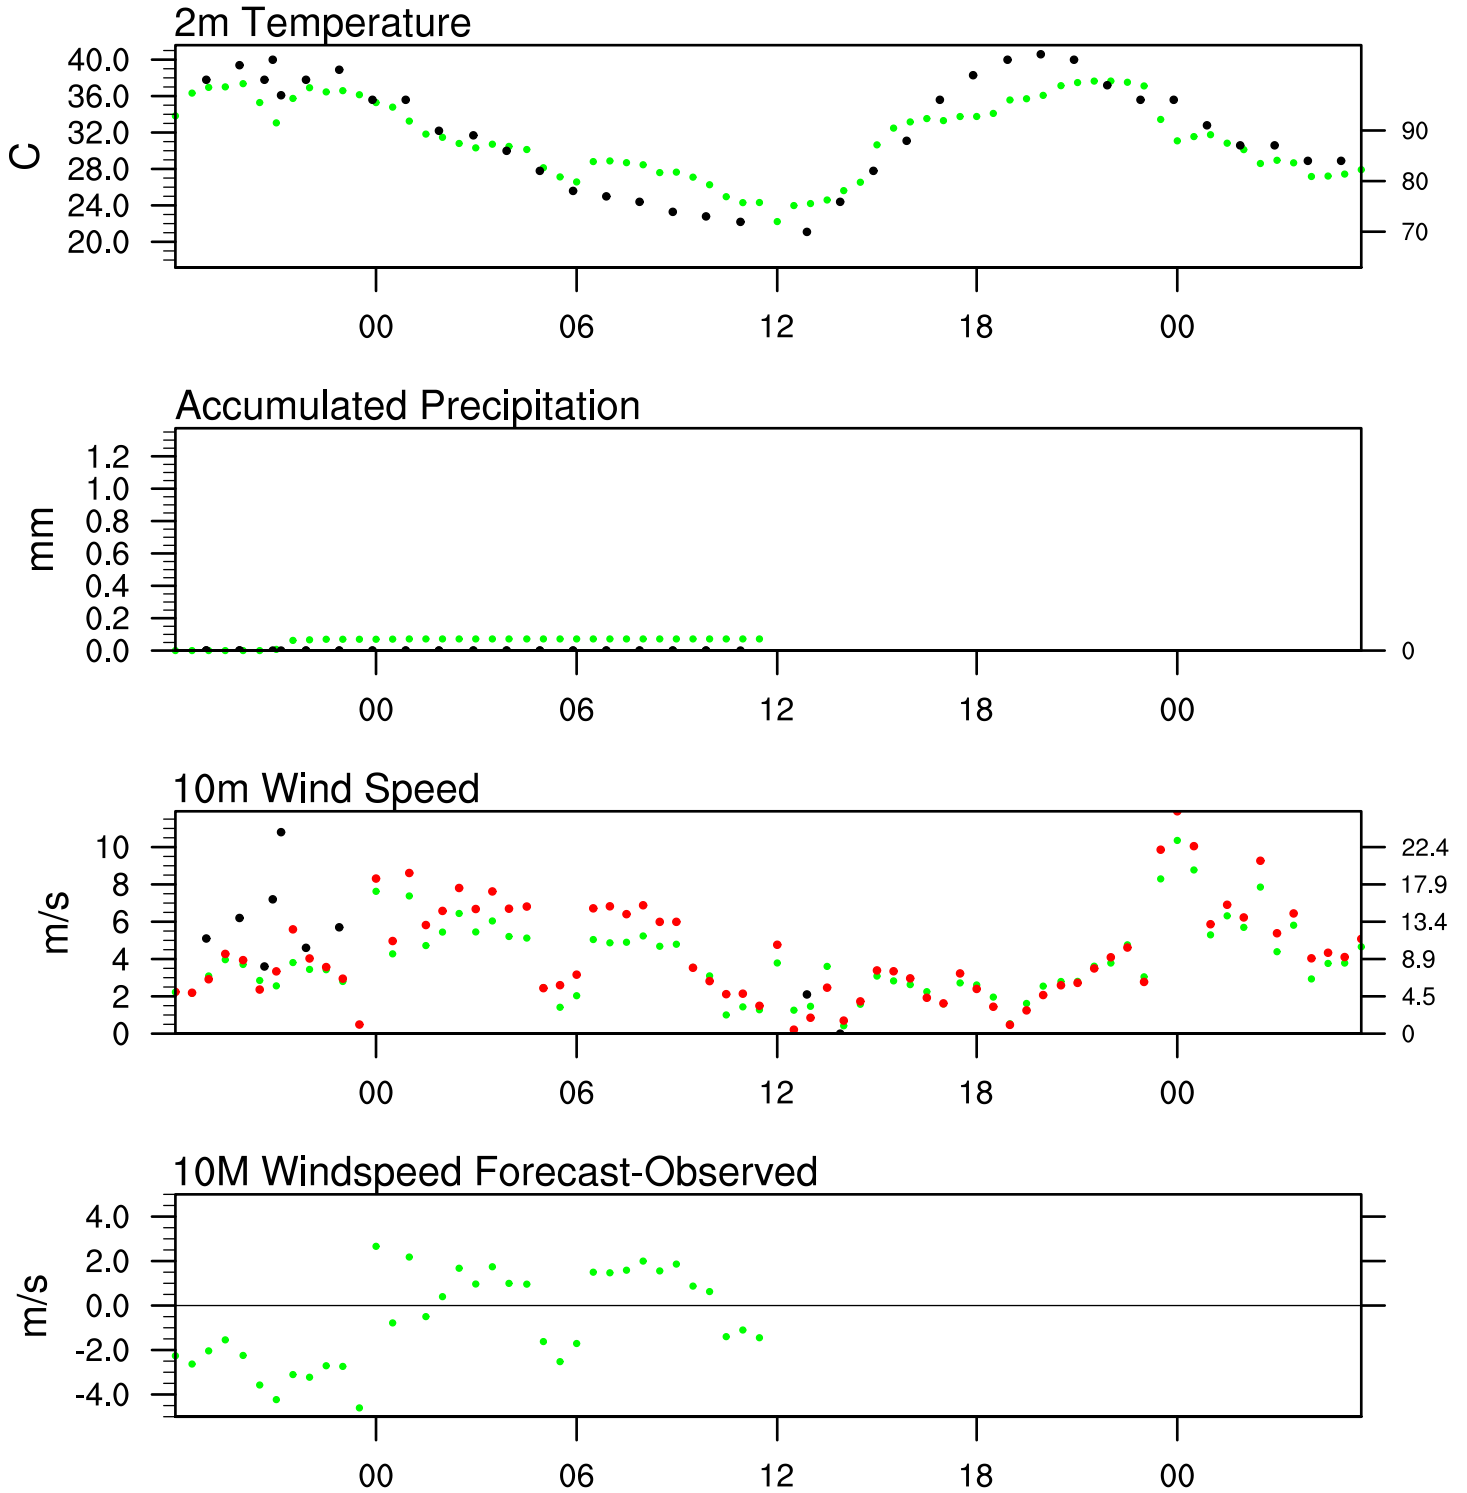 2m Temperature
40.0
36.0
32.0
28.0
24.0
20.0
C
90
80
70
00 06 12 18 00
Accumulated Precipitation
1.2
1.0
0.8
0.6
0.4
0.2
0.0
mm
0
00 06 12 18 00
10m Wind Speed
10
8
6
4
2
0
m/s
22.4
17.9
13.4
8.9
4.5
0
00 06 12 18 00
10M Windspeed Forecast-Observed
4.0
2.0
0.0
-2.0
-4.0
m/s
00 06 12 18 00